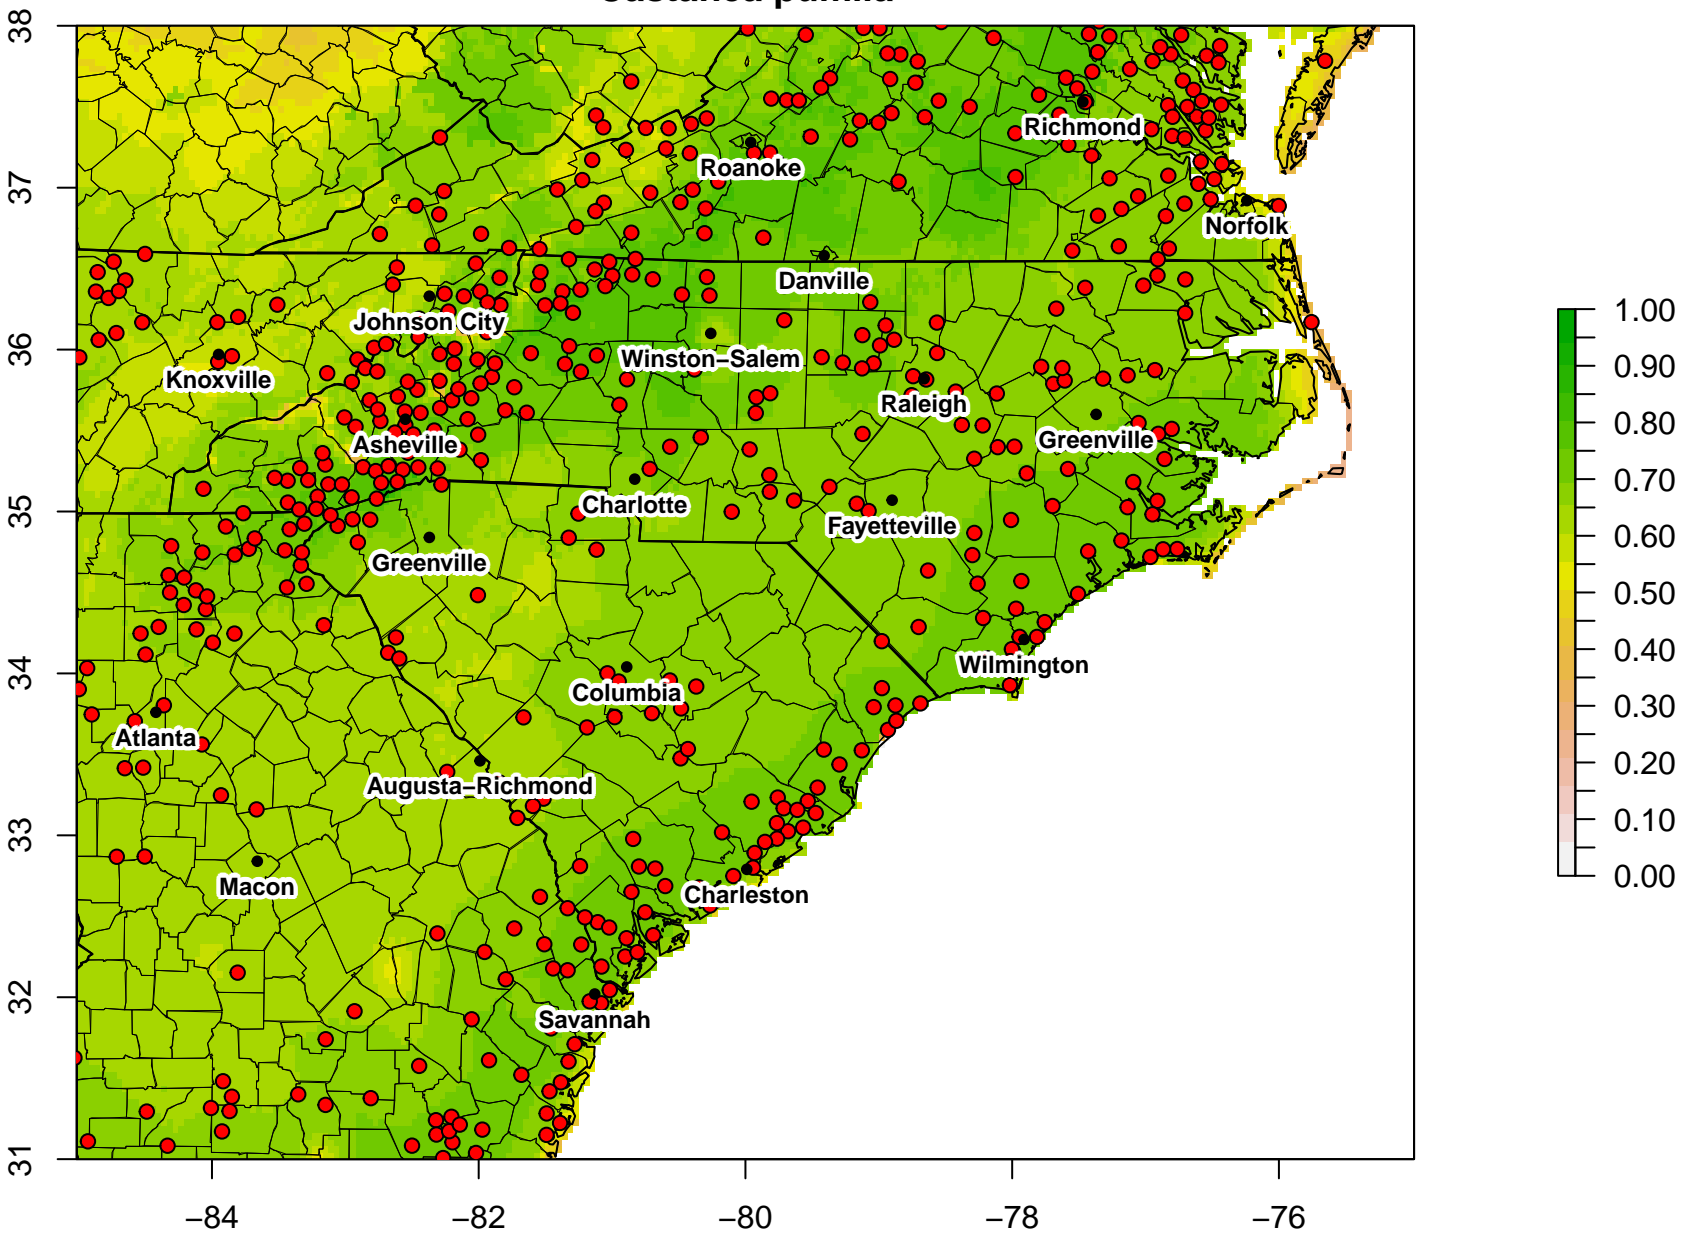 Castanea pumila
38
37
36
35
34
33
32
31
−84
−82
−80
−78
−76
Richmond
Roanoke
Norfolk
Danville
Johnson City
Winston−Salem
Knoxville
Raleigh
Greenville
Asheville
Charlotte
Fayetteville
Greenville
Wilmington
Columbia
Atlanta
Augusta−Richmond
Macon
Charleston
Savannah
1.00
0.90
0.80
0.70
0.60
0.50
0.40
0.30
0.20
0.10
0.00